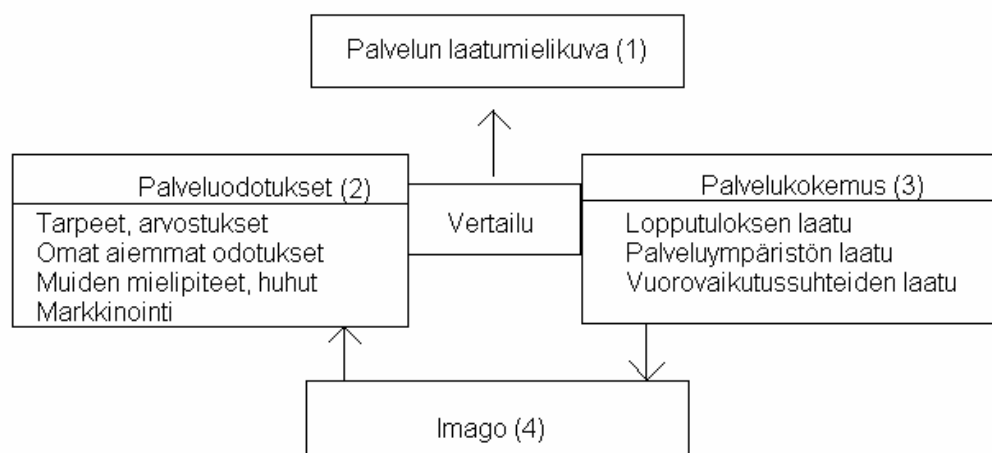 Palvelun laatumielikuva (1)
Palveluodotukset (2)
Tarpeet, arvostukset
Omat aiemmat odotukset
Muiden mielipiteet, huhut
Markkinointi
Vertailu
Palvelukokemus (3)
Lopputuloksen laatu
Palveluympäristön laatu
Vuorovaikutussuhteiden laatu
Imago (4)